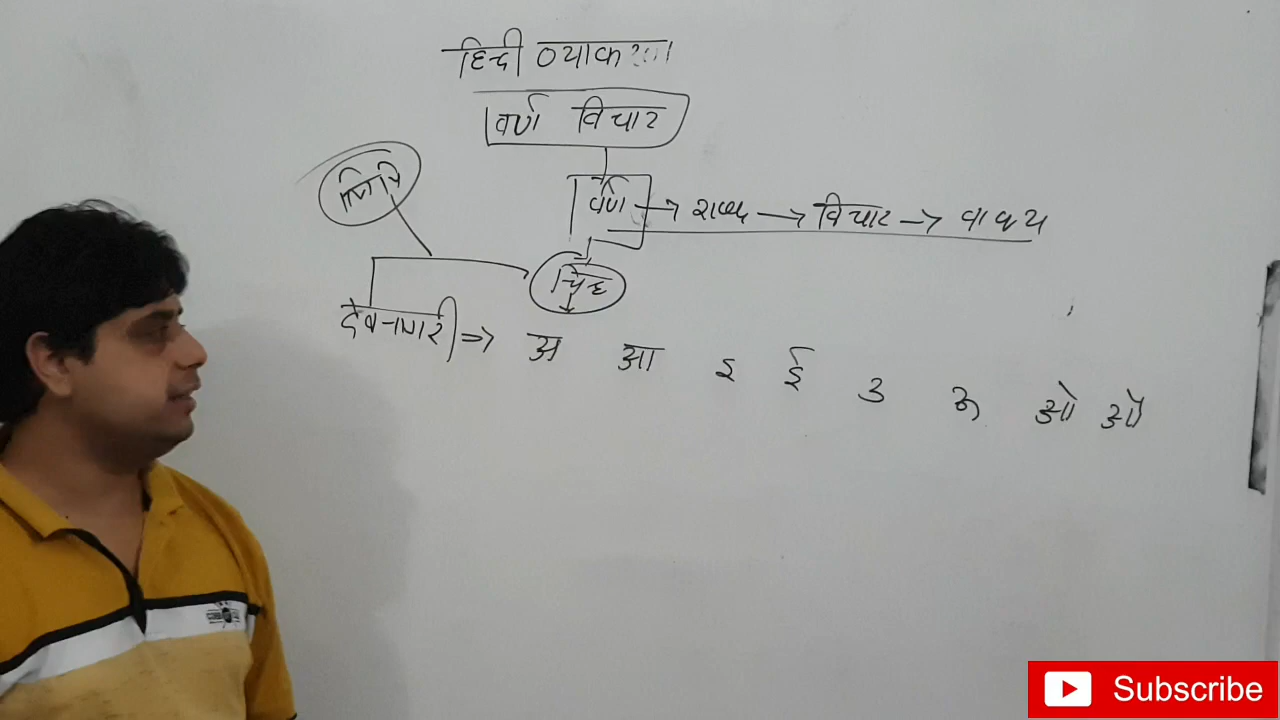 हिन्दी व्याकरण
वर्ण विचार
लिपि
वर्ण → शब्द → विचार → वाक्य
चिह्न
देवनागरी ⇒ अ आ इ ई उ ऊ ओ औ
Subscribe